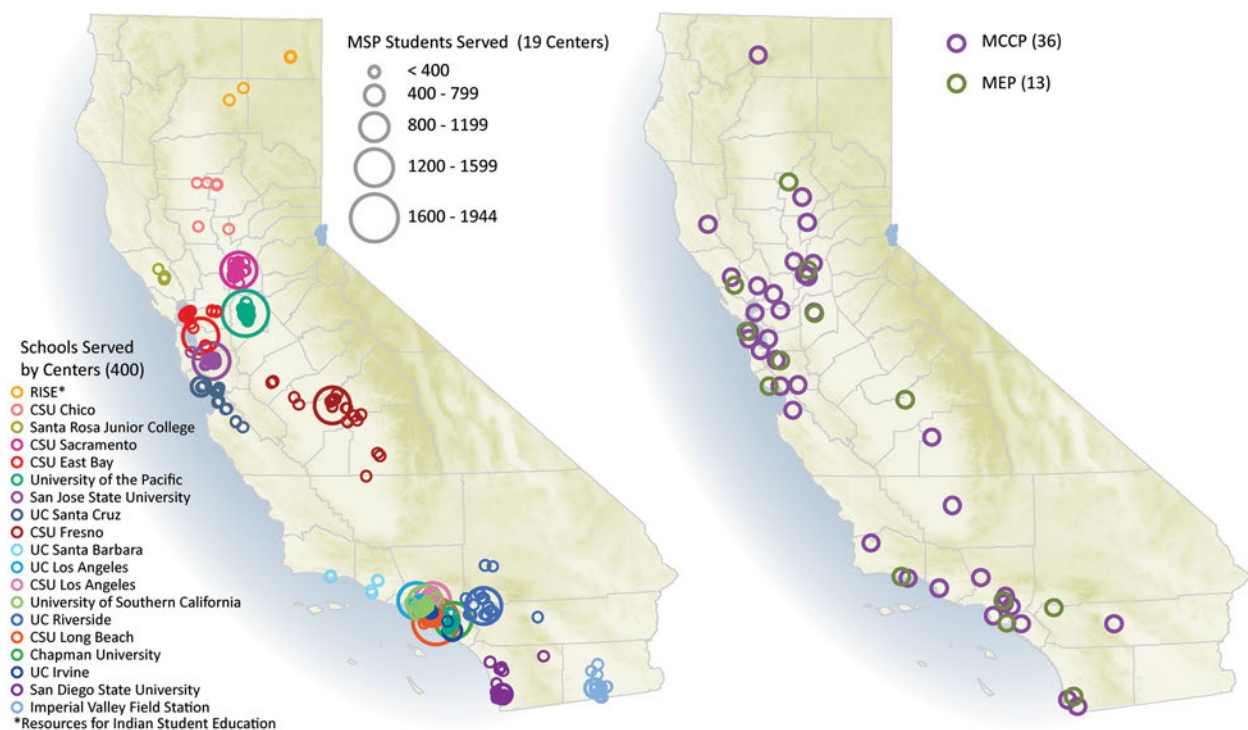 MSP Students Served (19 Centers)
< 400
400 - 799
800 - 1199
1200 - 1599
1600 - 1944
MCCP (36)
MEP (13)
Schools Served
by Centers (400)
RISE*
CSU Chico
Santa Rosa Junior College
CSU Sacramento
CSU East Bay
University of the Pacific
San Jose State University
UC Santa Cruz
CSU Fresno
UC Santa Barbara
UC Los Angeles
CSU Los Angeles
University of Southern California
UC Riverside
CSU Long Beach
Chapman University
UC Irvine
San Diego State University
Imperial Valley Field Station
*Resources for Indian Student Education